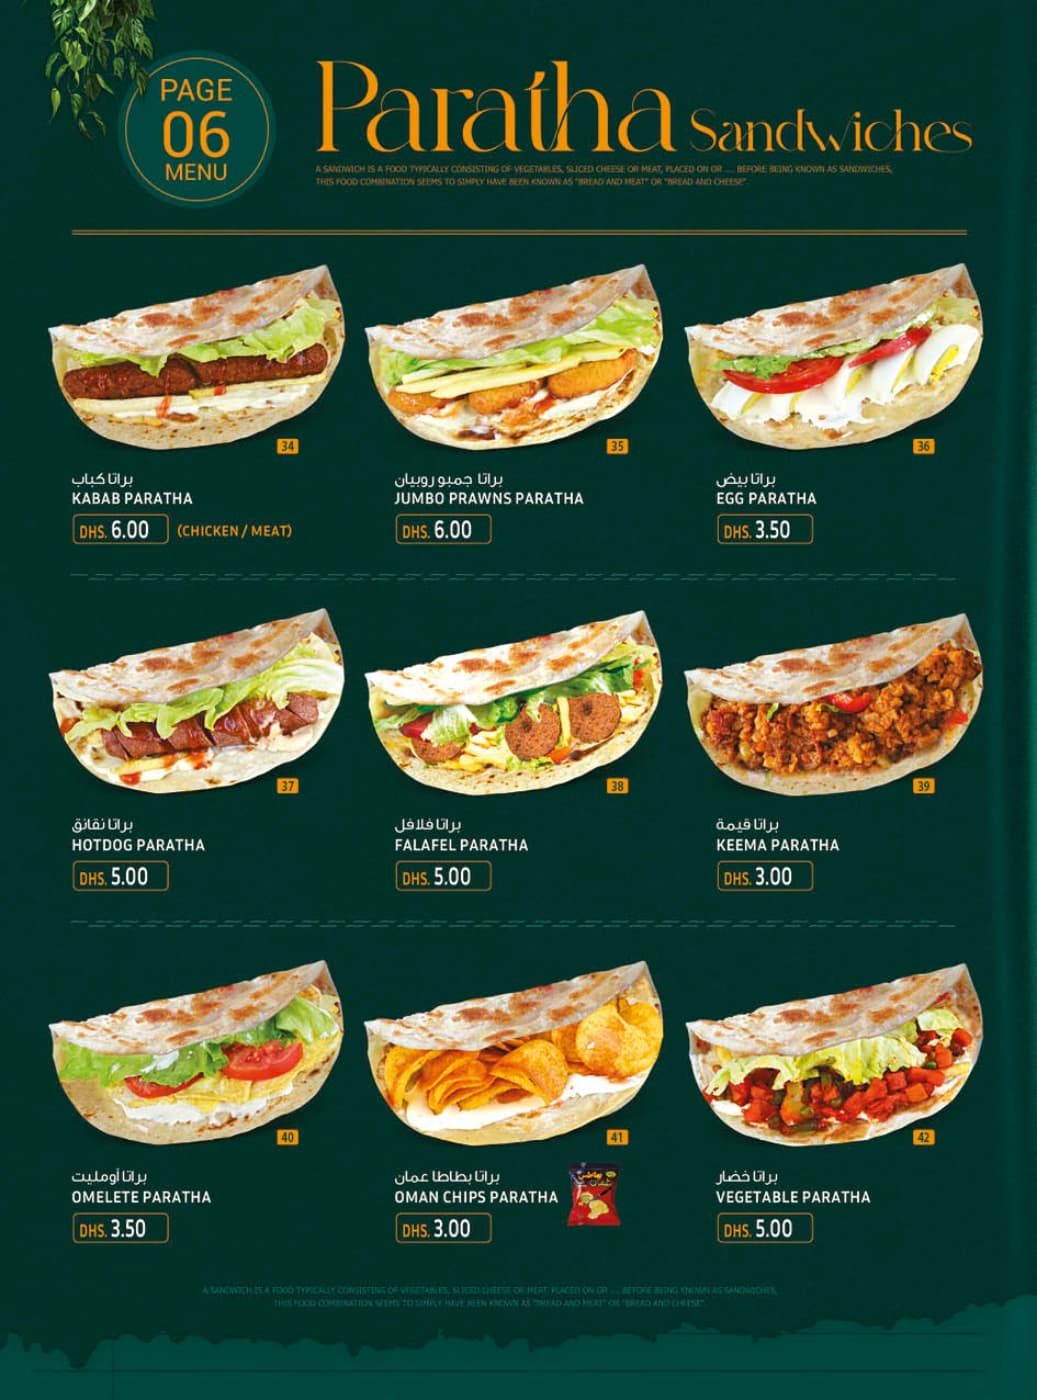 PAGE
06
MENU
Paratha Sandwiches
A SANDWICH IS A FOOD TYPICALLY CONSISTING OF VEGETABLES, SLICED CHEESE OR MEAT, PLACED ON OR .... BEFORE BEING KNOWN AS SANDWICHES,
THIS FOOD COMBINATION SEEMS TO SIMPLY HAVE BEEN KNOWN AS "BREAD AND MEAT" OR "BREAD AND CHEESE".
34
براتا كباب
KABAB PARATHA
DHS. 6.00 (CHICKEN / MEAT)
35
براتا جمبو روبيان
JUMBO PRAWNS PARATHA
DHS. 6.00
36
براتا بيض
EGG PARATHA
DHS. 3.50
37
براتا نقانق
HOTDOG PARATHA
DHS. 5.00
38
براتا فلافل
FALAFEL PARATHA
DHS. 5.00
39
براتا قيمة
KEEMA PARATHA
DHS. 3.00
40
براتا أومليت
OMELETE PARATHA
DHS. 3.50
41
براتا بطاطا عمان
OMAN CHIPS PARATHA
DHS. 3.00
42
براتا خضار
VEGETABLE PARATHA
DHS. 5.00
A SANDWICH IS A FOOD TYPICALLY CONSISTING OF VEGETABLES, SLICED CHEESE OR MEAT, PLACED ON OR .... BEFORE BEING KNOWN AS SANDWICHES,
THIS FOOD COMBINATION SEEMS TO SIMPLY HAVE BEEN KNOWN AS "BREAD AND MEAT" OR "BREAD AND CHEESE".